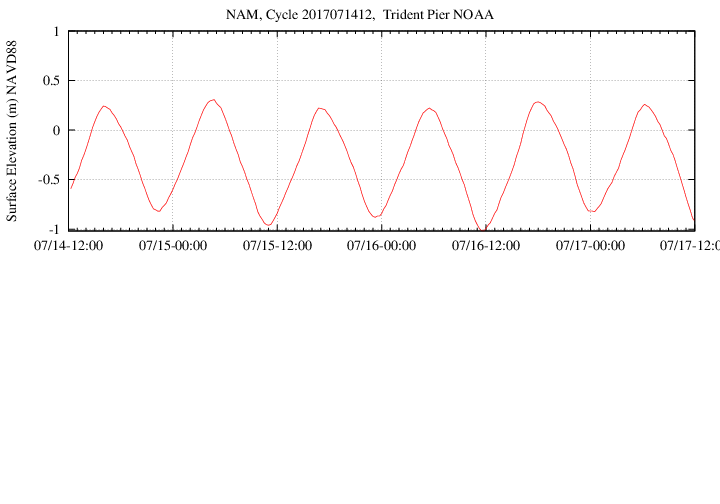 NAM, Cycle 2017071412,  Trident Pier NOAA
Surface Elevation (m) NAVD88
1
0.5
0
-0.5
-1
07/14-12:00 07/15-00:00 07/15-12:00 07/16-00:00 07/16-12:00 07/17-00:00 07/17-12:0